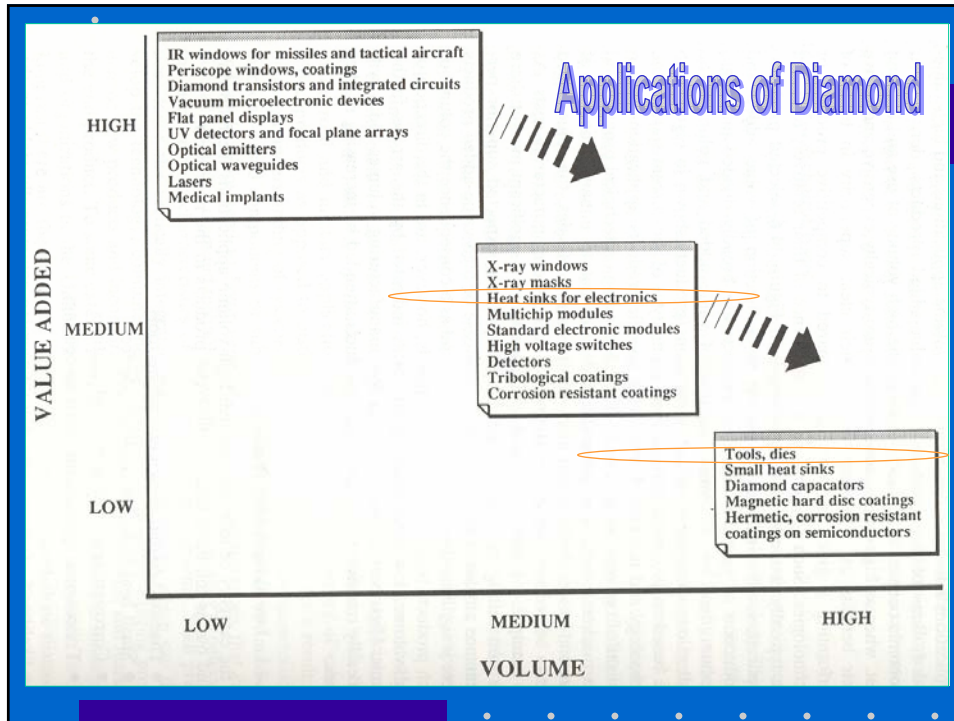 Applications of Diamond
IR windows for missiles and tactical aircraft
Periscope windows, coatings
Diamond transistors and integrated circuits
Vacuum microelectronic devices
Flat panel displays
UV detectors and focal plane arrays
Optical emitters
Optical waveguides
Lasers
Medical implants
X-ray windows
X-ray masks
Heat sinks for electronics
Multichip modules
Standard electronic modules
High voltage switches
Detectors
Tribological coatings
Corrosion resistant coatings
Tools, dies
Small heat sinks
Diamond capacators
Magnetic hard disc coatings
Hermetic, corrosion resistant
coatings on semiconductors
VALUE ADDED
HIGH
MEDIUM
LOW
LOW
MEDIUM
HIGH
VOLUME